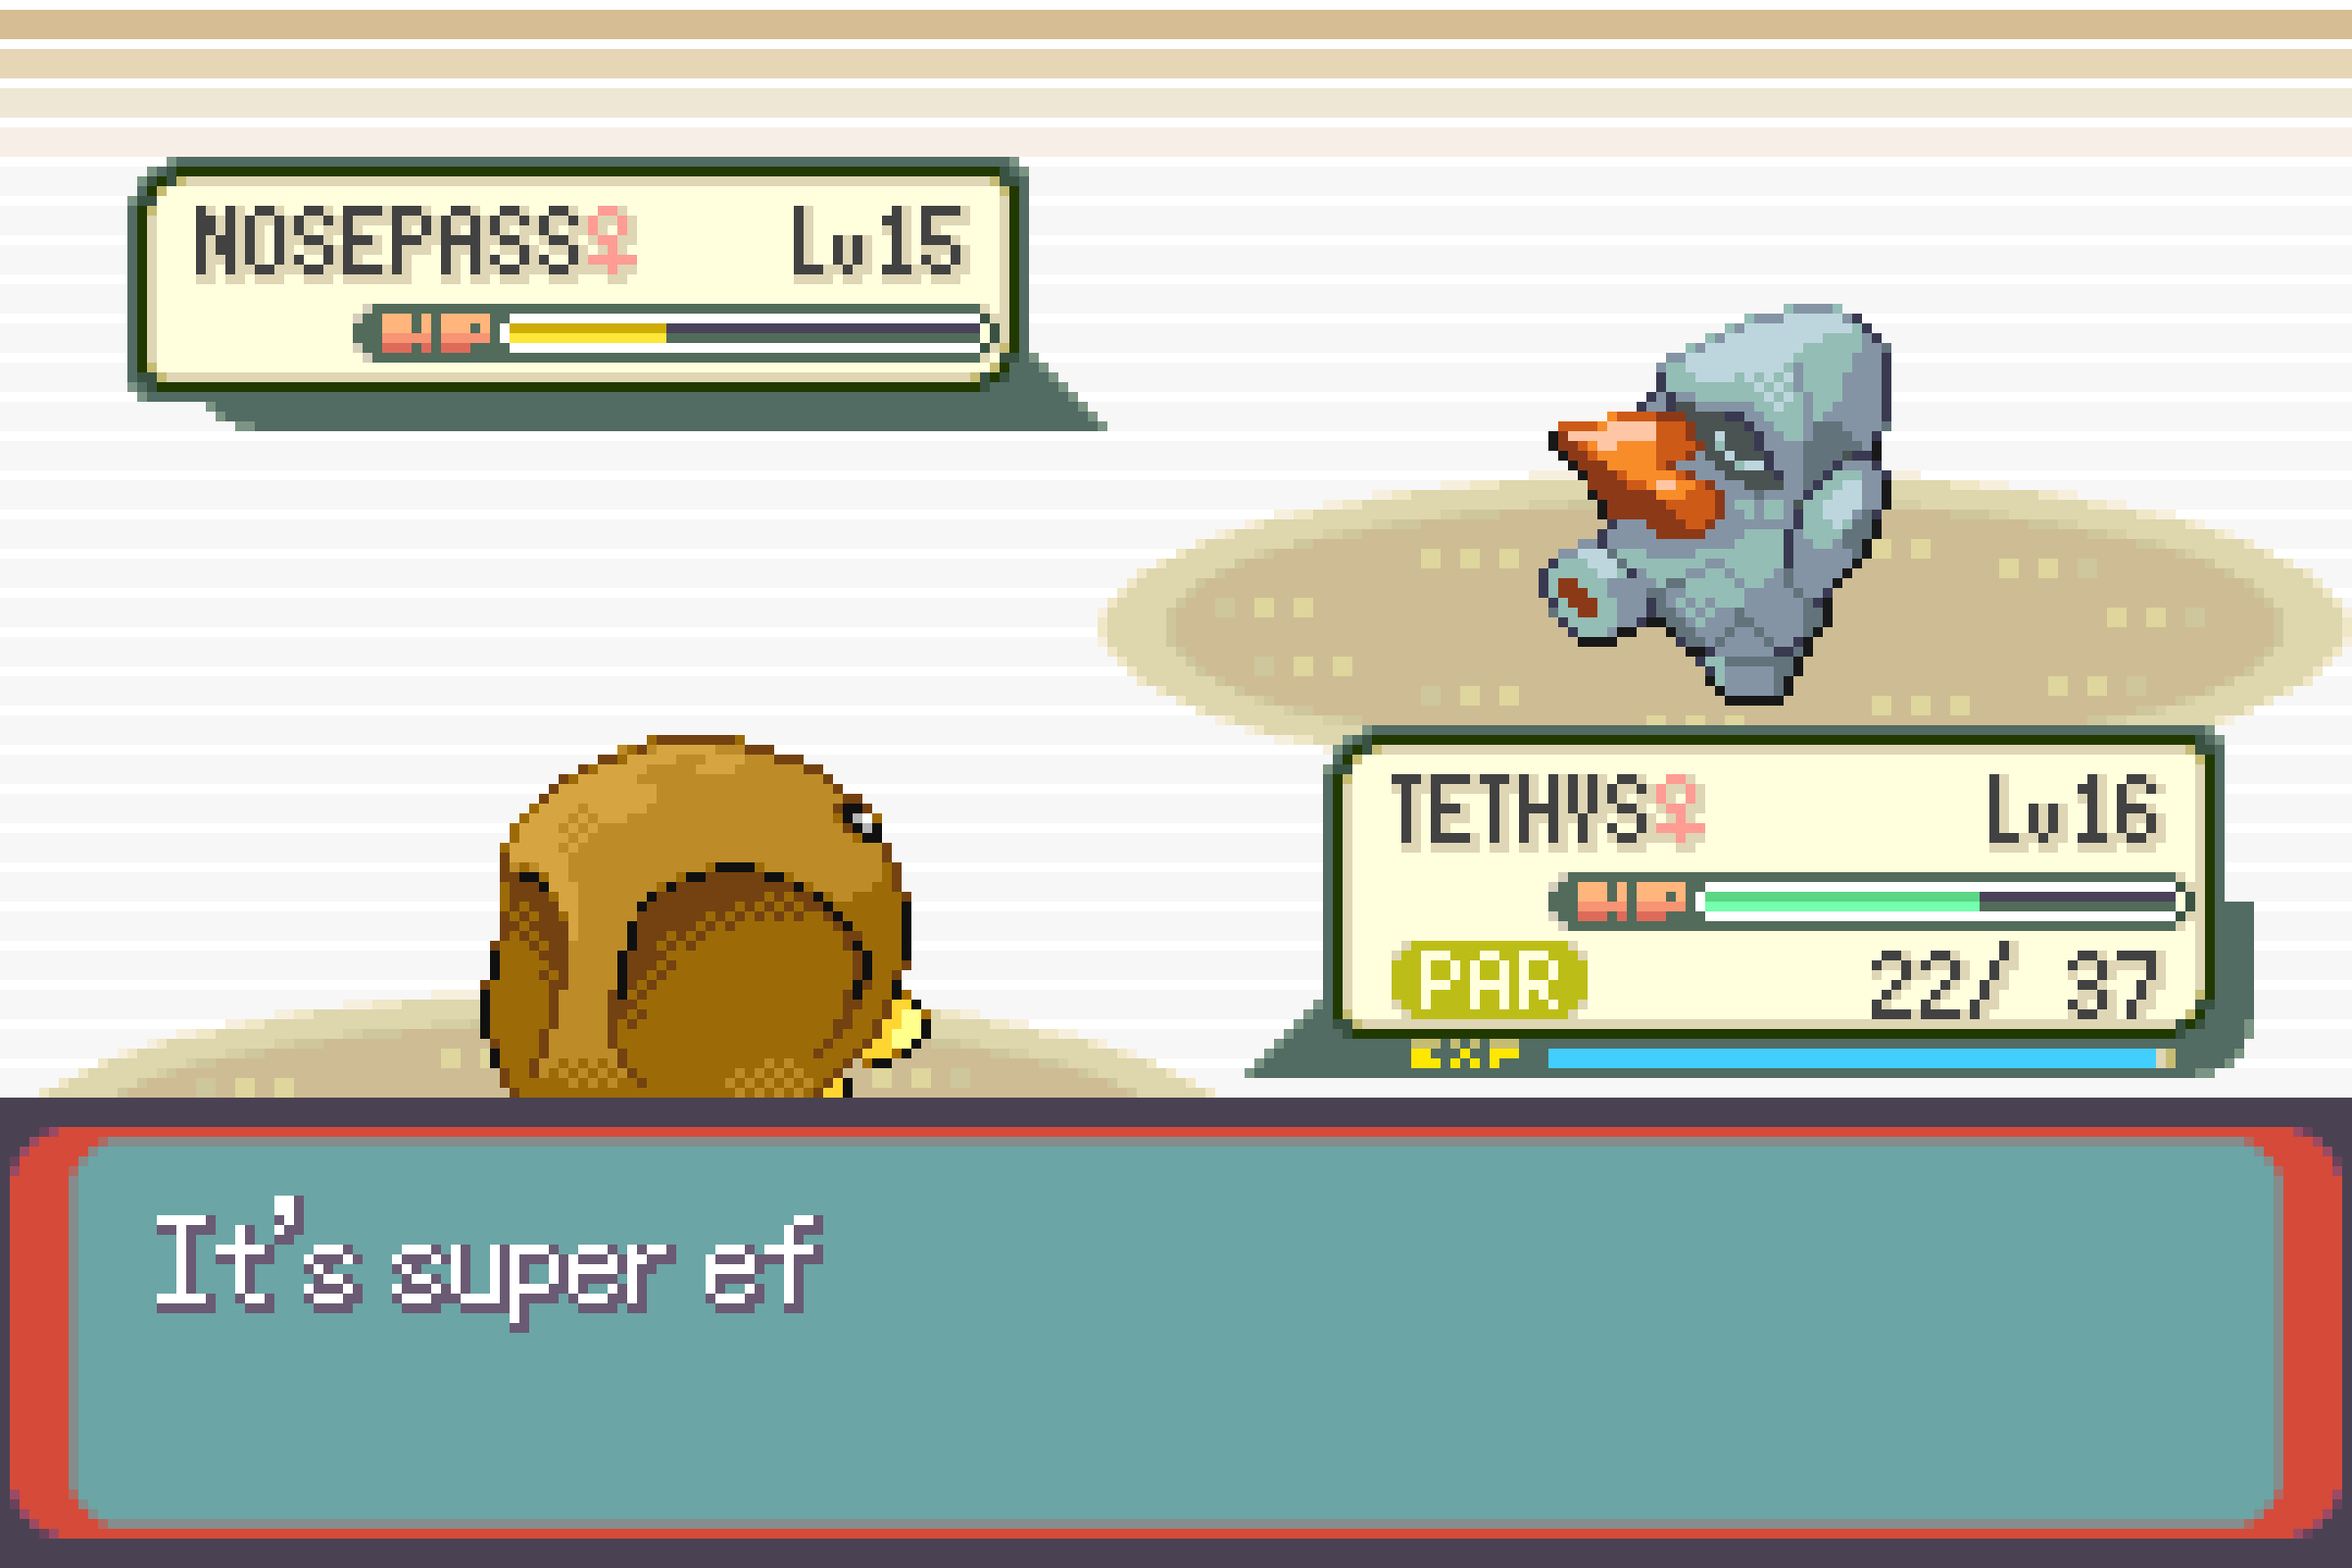 NOSEPASS♀ Lv15
HP
TETHYS♀ Lv16
HP
PAR 22/ 37
EXP
It's super ef